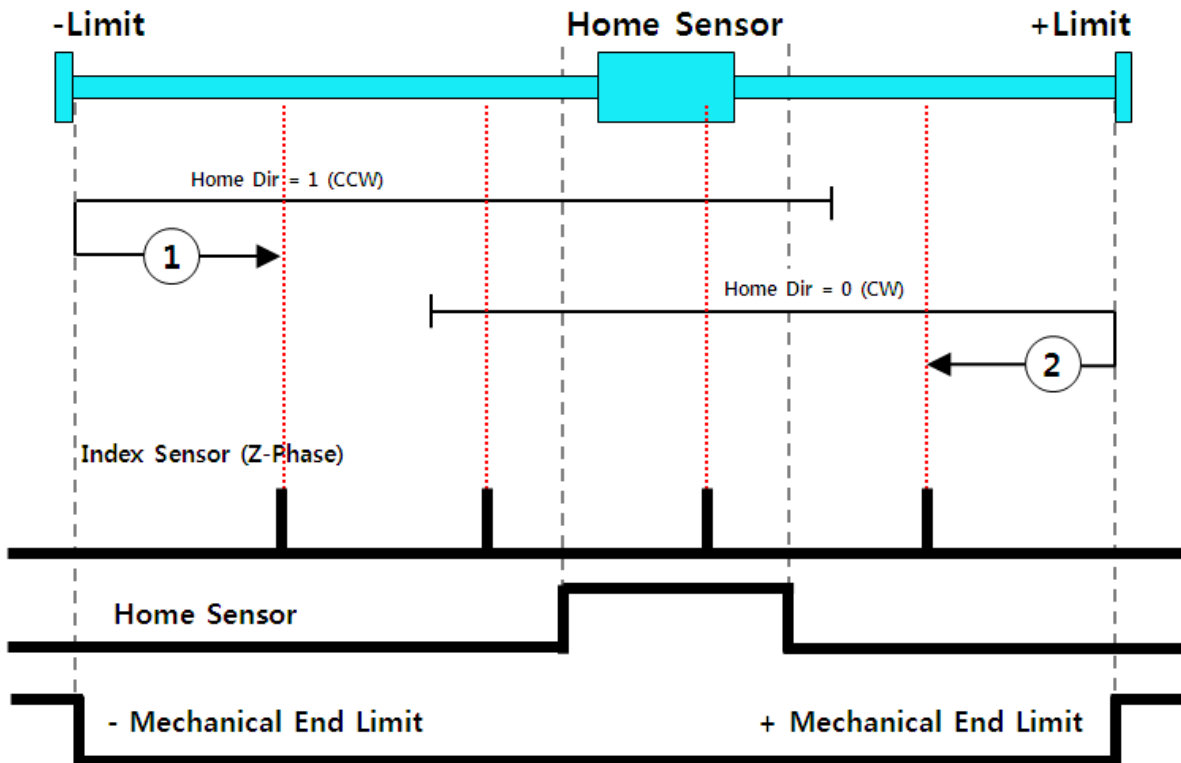 -Limit
Home Sensor
+Limit
Home Dir = 1 (CCW)
1
Home Dir = 0 (CW)
2
Index Sensor (Z-Phase)
Home Sensor
- Mechanical End Limit
+ Mechanical End Limit